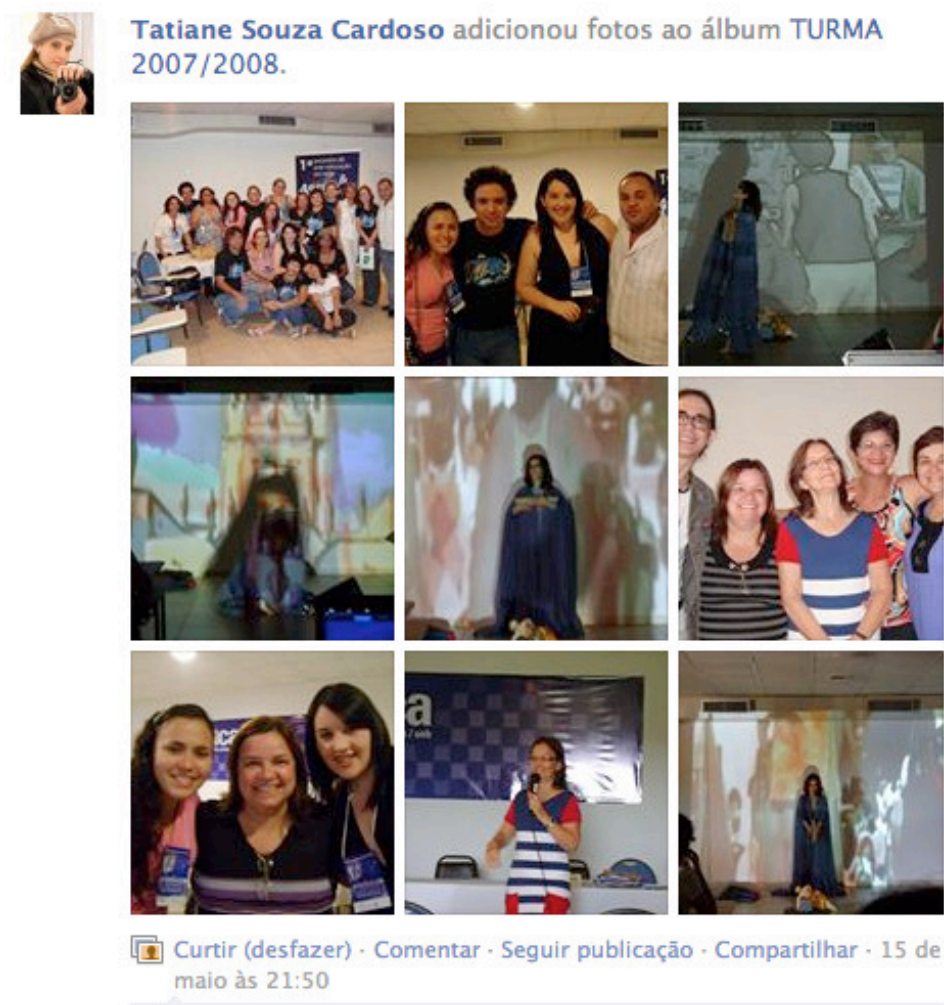 Tatiane Souza Cardoso adicionou fotos ao álbum TURMA
2007/2008.
1º
Curtir (desfazer) · Comentar · Seguir publicação · Compartilhar · 15 de
maio às 21:50